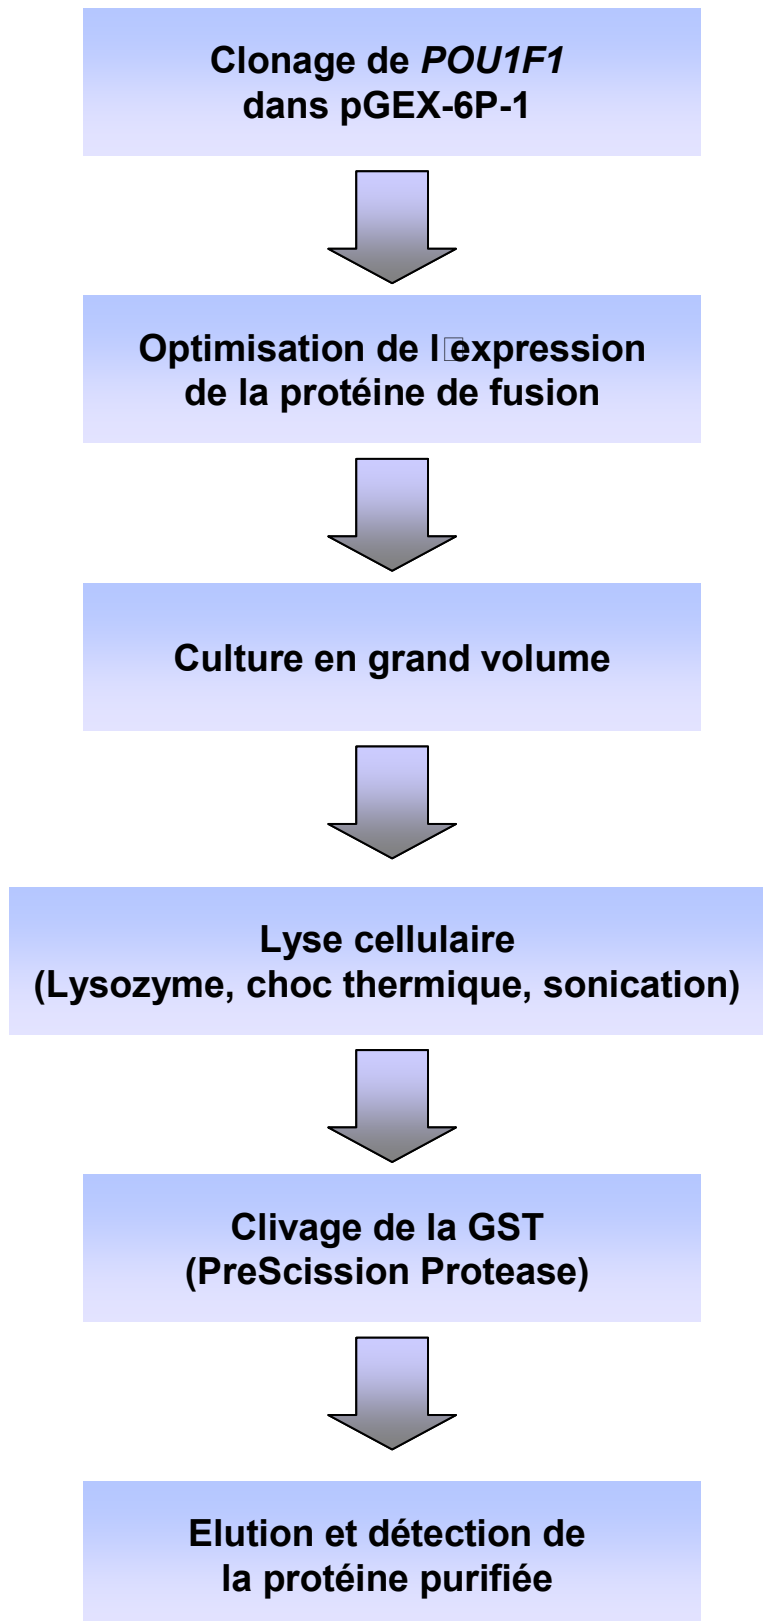 Clonage de POU1F1
dans pGEX-6P-1
Optimisation de l□expression
de la protéine de fusion
Culture en grand volume
Lyse cellulaire
(Lysozyme, choc thermique, sonication)
Clivage de la GST
(PreScission Protease)
Elution et détection de
la protéine purifiée